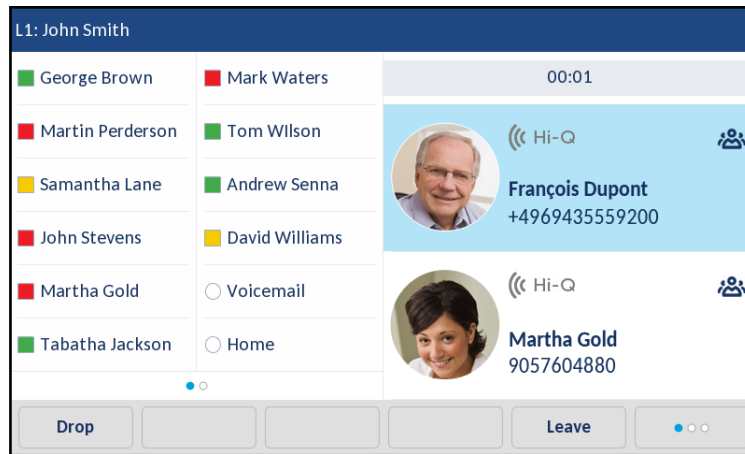 L1: John Smith
George Brown
Martin Perderson
Samantha Lane
John Stevens
Martha Gold
Tabatha Jackson
Mark Waters
Tom WIlson
Andrew Senna
David Williams
Voicemail
Home
00:01
Hi-Q
François Dupont
+4969435559200
Hi-Q
Martha Gold
9057604880
Drop
Leave